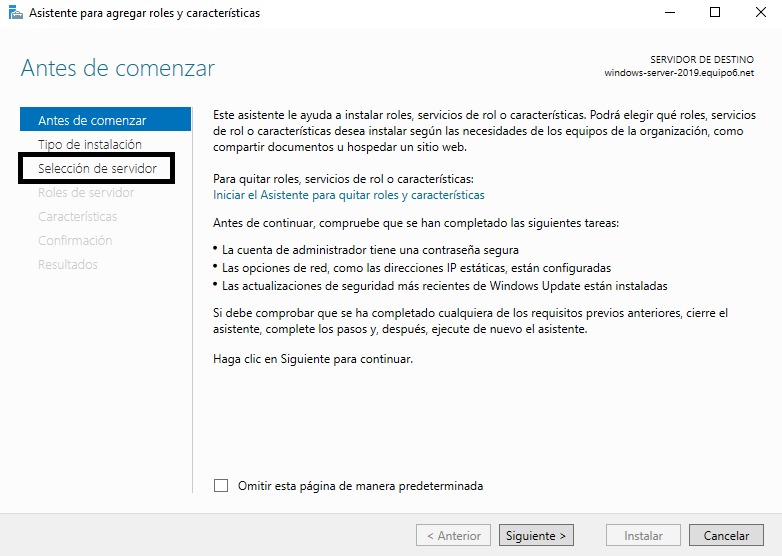 Asistente para agregar roles y características
Antes de comenzar
SERVIDOR DE DESTINO
windows-server-2019.equipo6.net
Antes de comenzar
Tipo de instalación
Selección de servidor
Roles de servidor
Características
Confirmación
Resultados
Este asistente le ayuda a instalar roles, servicios de rol o características. Podrá elegir qué roles, servicios
de rol o características desea instalar según las necesidades de los equipos de la organización, como
compartir documentos u hospedar un sitio web.
Para quitar roles, servicios de rol o características:
Iniciar el Asistente para quitar roles y características
Antes de continuar, compruebe que se han completado las siguientes tareas:
• La cuenta de administrador tiene una contraseña segura
• Las opciones de red, como las direcciones IP estáticas, están configuradas
• Las actualizaciones de seguridad más recientes de Windows Update están instaladas
Si debe comprobar que se ha completado cualquiera de los requisitos previos anteriores, cierre el
asistente, complete los pasos y, después, ejecute de nuevo el asistente.
Haga clic en Siguiente para continuar.
Omitir esta página de manera predeterminada
< Anterior
Siguiente >
Instalar
Cancelar